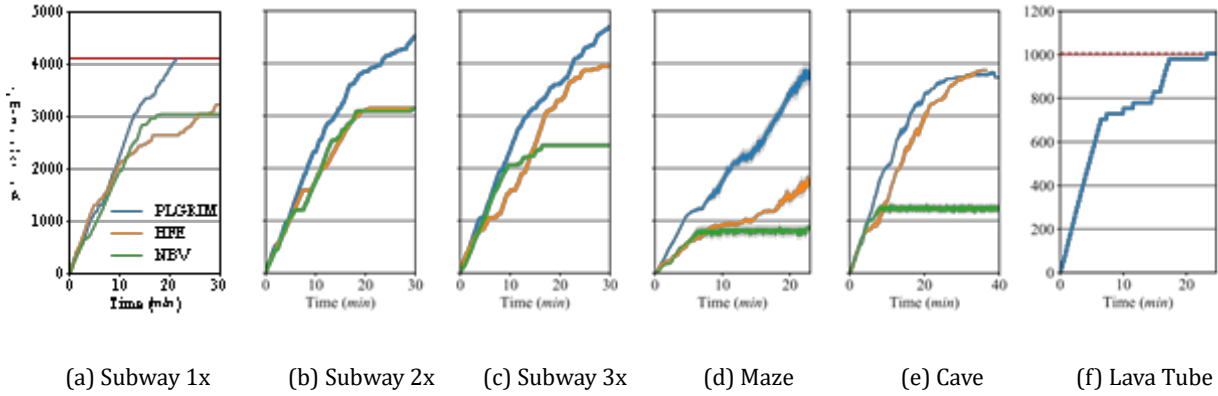 5000
4000
3000
2000
1000
0
PLGRIM
HFE
NBV
0 10 20 30
Time (min)
0 10 20 30
Time (min)
0 10 20 30
Time (min)
0 10 20
Time (min)
0 20 40
Time (min)
1200
1000
800
600
400
200
0
0 10 20
Time (min)
(a) Subway 1x
(b) Subway 2x
(c) Subway 3x
(d) Maze
(e) Cave
(f) Lava Tube